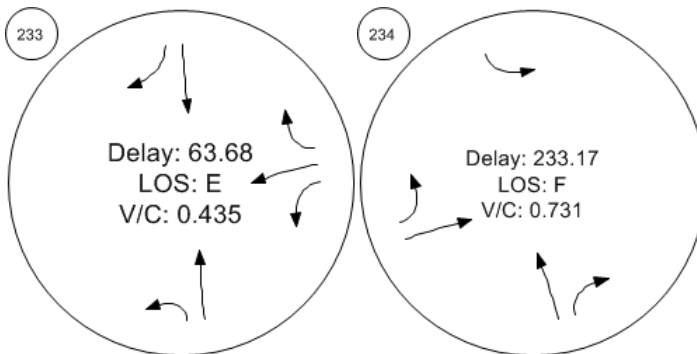 233
Delay: 63.68
LOS: E
V/C: 0.435
234
Delay: 233.17
LOS: F
V/C: 0.731